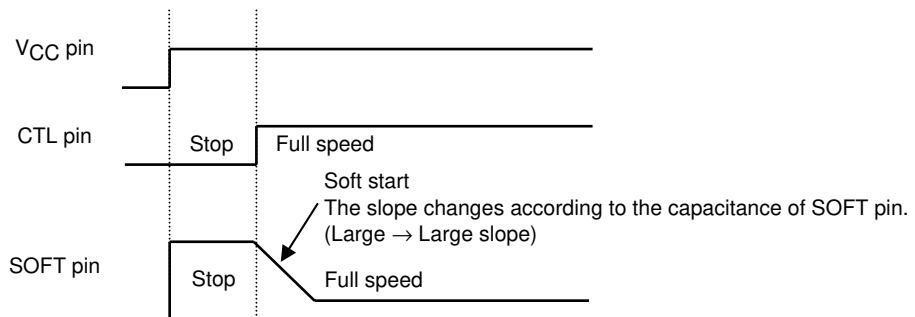 VCC pin
CTL pin
Stop
Full speed
Soft start
The slope changes according to the capacitance of SOFT pin.
(Large → Large slope)
SOFT pin
Stop
Full speed